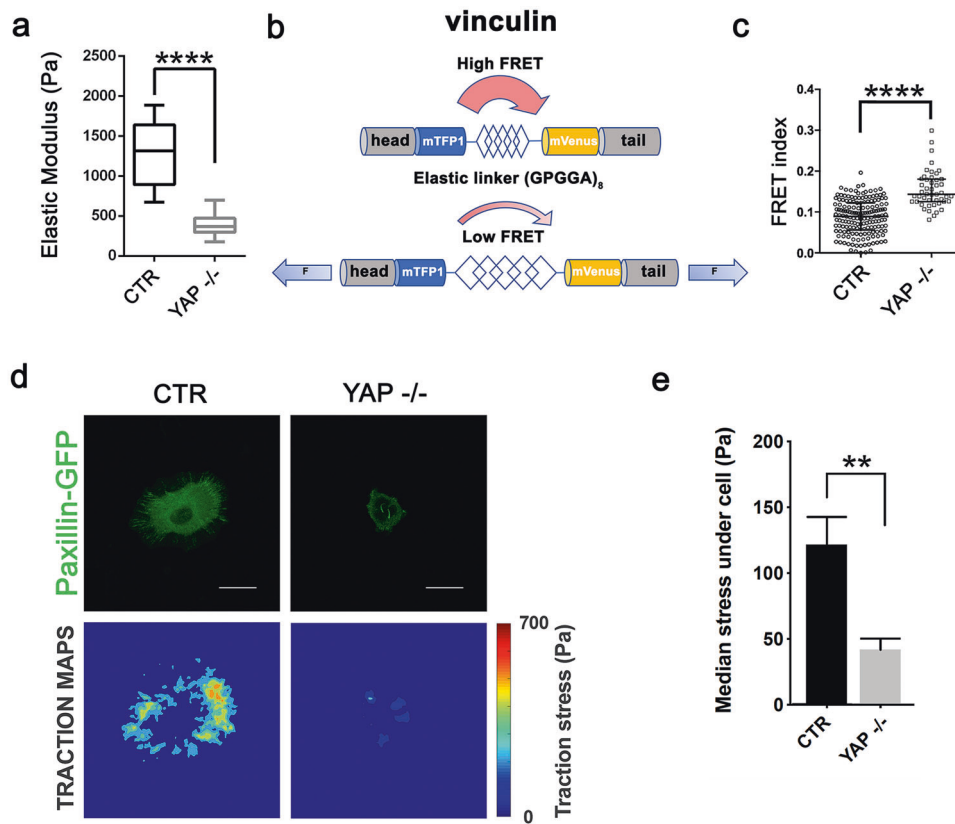 a
****
Elastic Modulus (Pa)
2500
2000
1500
1000
500
0
CTR
YAP -/-
b
vinculin
High FRET
head mTFP1 mVenus tail
Elastic linker (GPGGA)8
Low FRET
F head mTFP1 mVenus tail F
c
****
FRET index
0.4
0.3
0.2
0.1
0.0
CTR
YAP -/-
d
CTR YAP -/-
Paxillin-GFP
TRACTION MAPS
700
Traction stress (Pa)
0
e
**
Median stress under cell (Pa)
200
150
100
50
0
CTR
YAP -/-